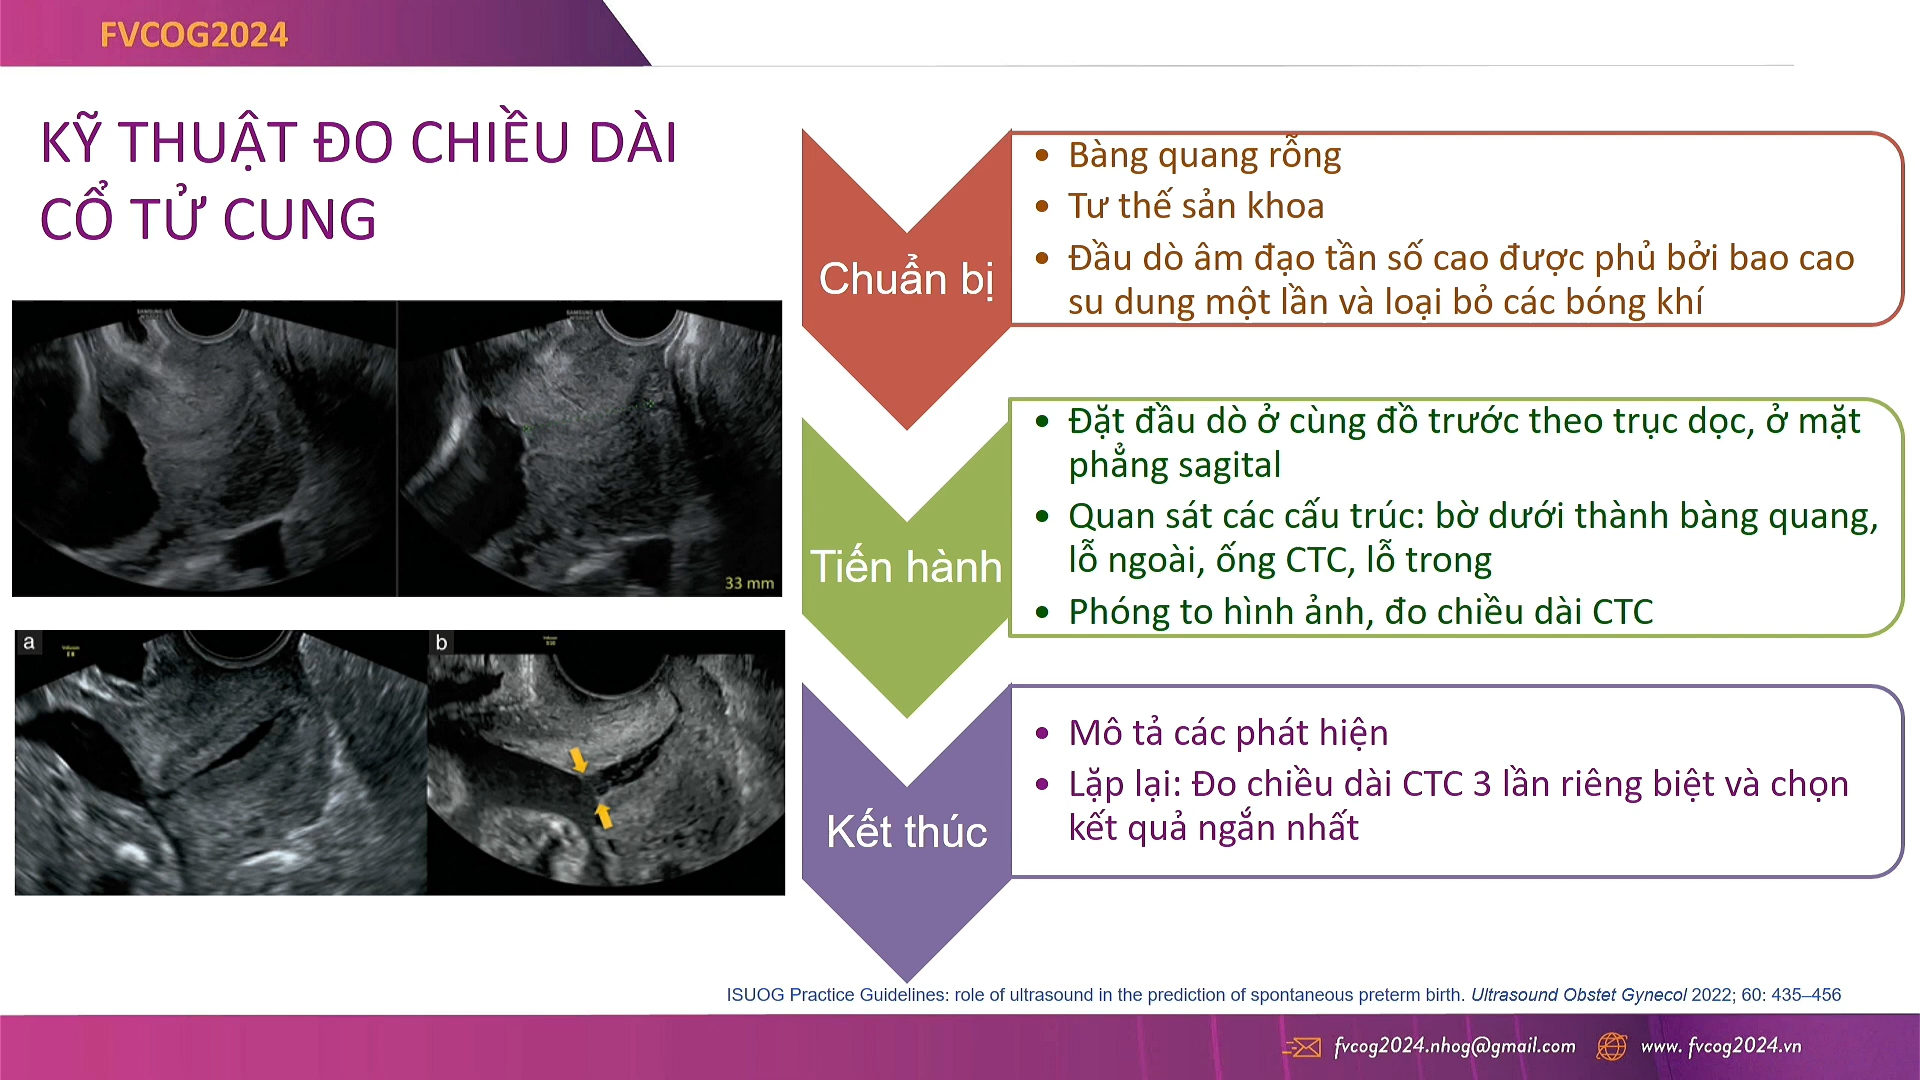 FVCOG2024
KỸ THUẬT ĐO CHIỀU DÀI
CỔ TỬ CUNG
33 mm
a
b
Chuẩn bị
• Bàng quang rỗng
• Tư thế sản khoa
• Đầu dò âm đạo tần số cao được phủ bởi bao cao
su dung một lần và loại bỏ các bóng khí
Tiến hành
• Đặt đầu dò ở cùng đồ trước theo trục dọc, ở mặt
phẳng sagital
• Quan sát các cấu trúc: bờ dưới thành bàng quang,
lỗ ngoài, ống CTC, lỗ trong
• Phóng to hình ảnh, đo chiều dài CTC
Kết thúc
• Mô tả các phát hiện
• Lặp lại: Đo chiều dài CTC 3 lần riêng biệt và chọn
kết quả ngắn nhất
ISUOG Practice Guidelines: role of ultrasound in the prediction of spontaneous preterm birth. Ultrasound Obstet Gynecol 2022; 60: 435–456
fvcog2024.nhog@gmail.com
www. fvcog2024.vn